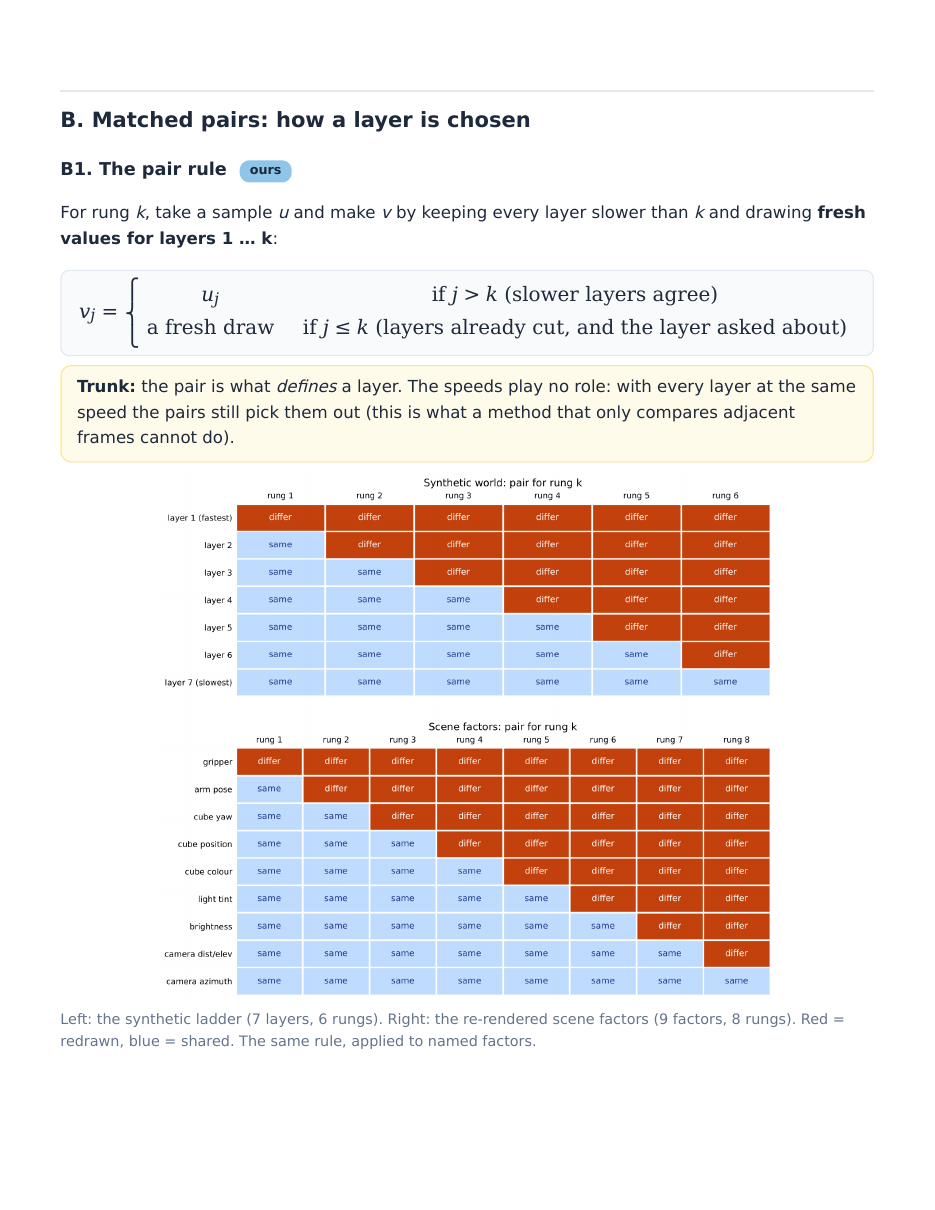 B. Matched pairs: how a layer is chosen
B1. The pair rule ours
For rung k, take a sample u and make v by keeping every layer slower than k and drawing fresh
values for layers 1 … k:
v_j = { u_j if j > k (slower layers agree)
a fresh draw if j ≤ k (layers already cut, and the layer asked about)
Trunk: the pair is what defines a layer. The speeds play no role: with every layer at the same
speed the pairs still pick them out (this is what a method that only compares adjacent
frames cannot do).
Synthetic world: pair for rung k
rung 1 rung 2 rung 3 rung 4 rung 5 rung 6
layer 1 (fastest) differ differ differ differ differ differ
layer 2 same differ differ differ differ differ
layer 3 same same differ differ differ differ
layer 4 same same same differ differ differ
layer 5 same same same same differ differ
layer 6 same same same same same differ
layer 7 (slowest) same same same same same same
Scene factors: pair for rung k
rung 1 rung 2 rung 3 rung 4 rung 5 rung 6 rung 7 rung 8
gripper differ differ differ differ differ differ differ differ
arm pose same differ differ differ differ differ differ differ
cube yaw same same differ differ differ differ differ differ
cube position same same same differ differ differ differ differ
cube colour same same same same differ differ differ differ
light tint same same same same same differ differ differ
brightness same same same same same same differ differ
camera dist/elev same same same same same same same differ
camera azimuth same same same same same same same same
Left: the synthetic ladder (7 layers, 6 rungs). Right: the re-rendered scene factors (9 factors, 8 rungs). Red =
redrawn, blue = shared. The same rule, applied to named factors.